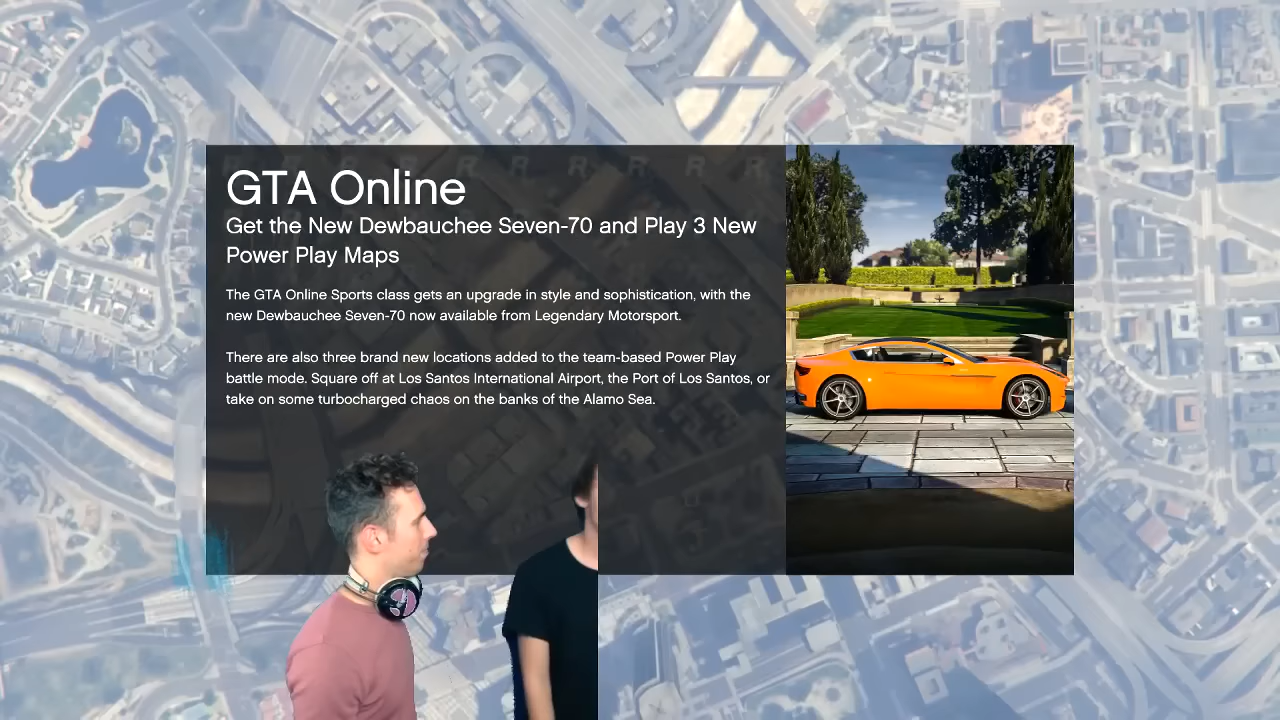 GTA Online
Get the New Dewbauchee Seven-70 and Play 3 New
Power Play Maps
The GTA Online Sports class gets an upgrade in style and sophistication, with the
new Dewbauchee Seven-70 now available from Legendary Motorsport.
There are also three brand new locations added to the team-based Power Play
battle mode. Square off at Los Santos International Airport, the Port of Los Santos, or
take on some turbocharged chaos on the banks of the Alamo Sea.